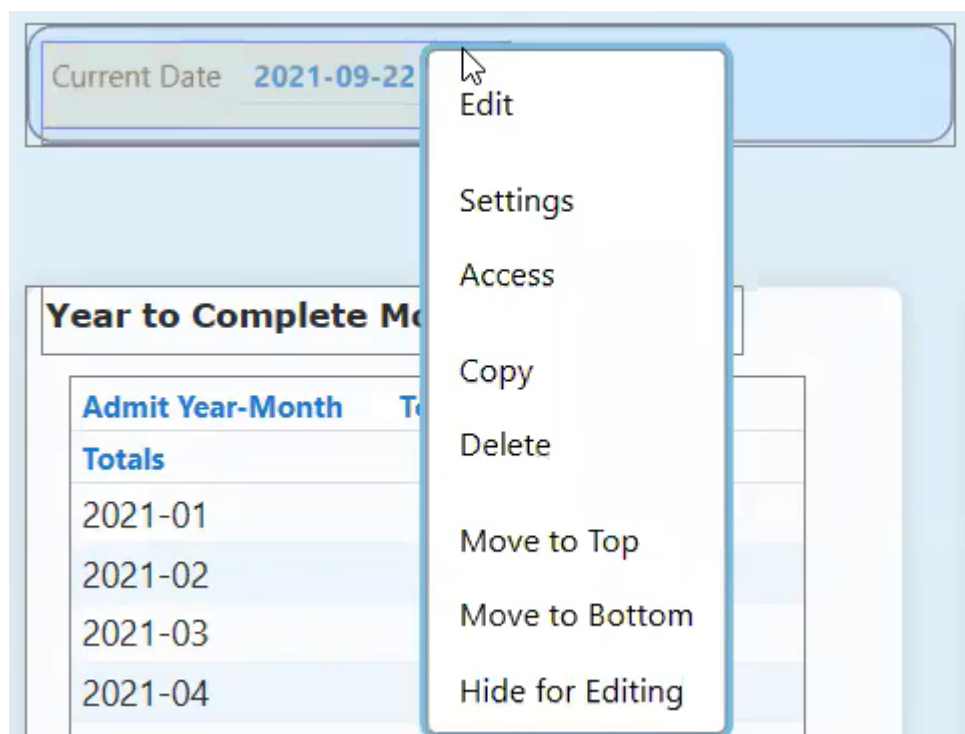 Current Date 2021-09-22
Edit
Settings
Access
Copy
Delete
Move to Top
Move to Bottom
Hide for Editing
Year to Complete
Admit Year-Month
Totals
2021-01
2021-02
2021-03
2021-04